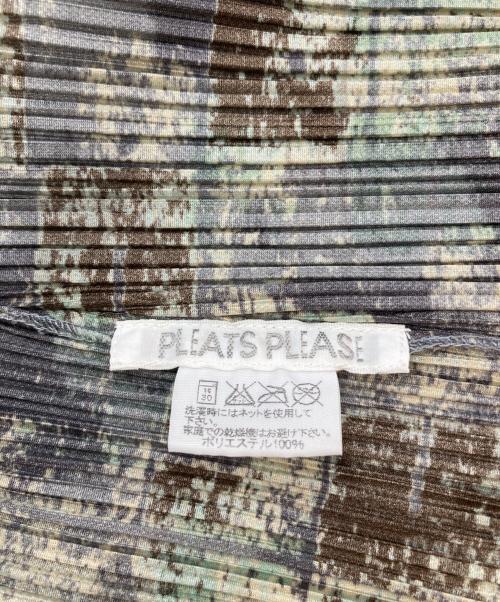 PLEATS PLEASE
洗濯時にはネットを使用して
下さい。
家庭での乾燥機はお避け下さい。
ポリエステル100%